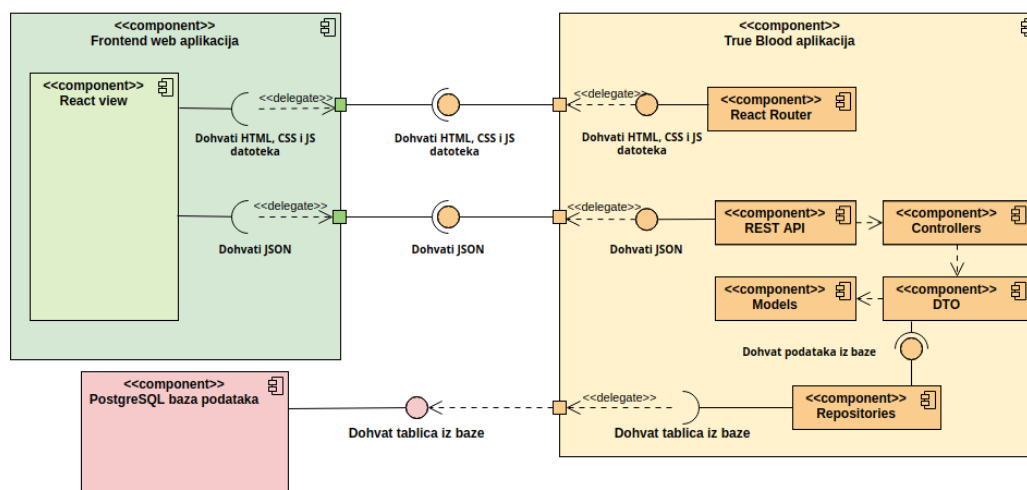 <<component>>
Frontend web aplikacija
<<component>>
React view
<<delegate>>
Dohvati HTML, CSS i JS
datoteka
<<delegate>>
Dohvati JSON
Dohvati HTML, CSS i JS
datoteka
Dohvati JSON
<<component>>
True Blood aplikacija
<<delegate>>
Dohvati HTML, CSS i JS
datoteka
<<component>>
React Router
<<delegate>>
Dohvati JSON
<<component>>
REST API
<<component>>
Controllers
<<component>>
Models
<<component>>
DTO
Dohvat podataka iz baze
<<component>>
Repositories
<<delegate>>
Dohvat tablica iz baze
Dohvat tablica iz baze
<<component>>
PostgreSQL baza podataka